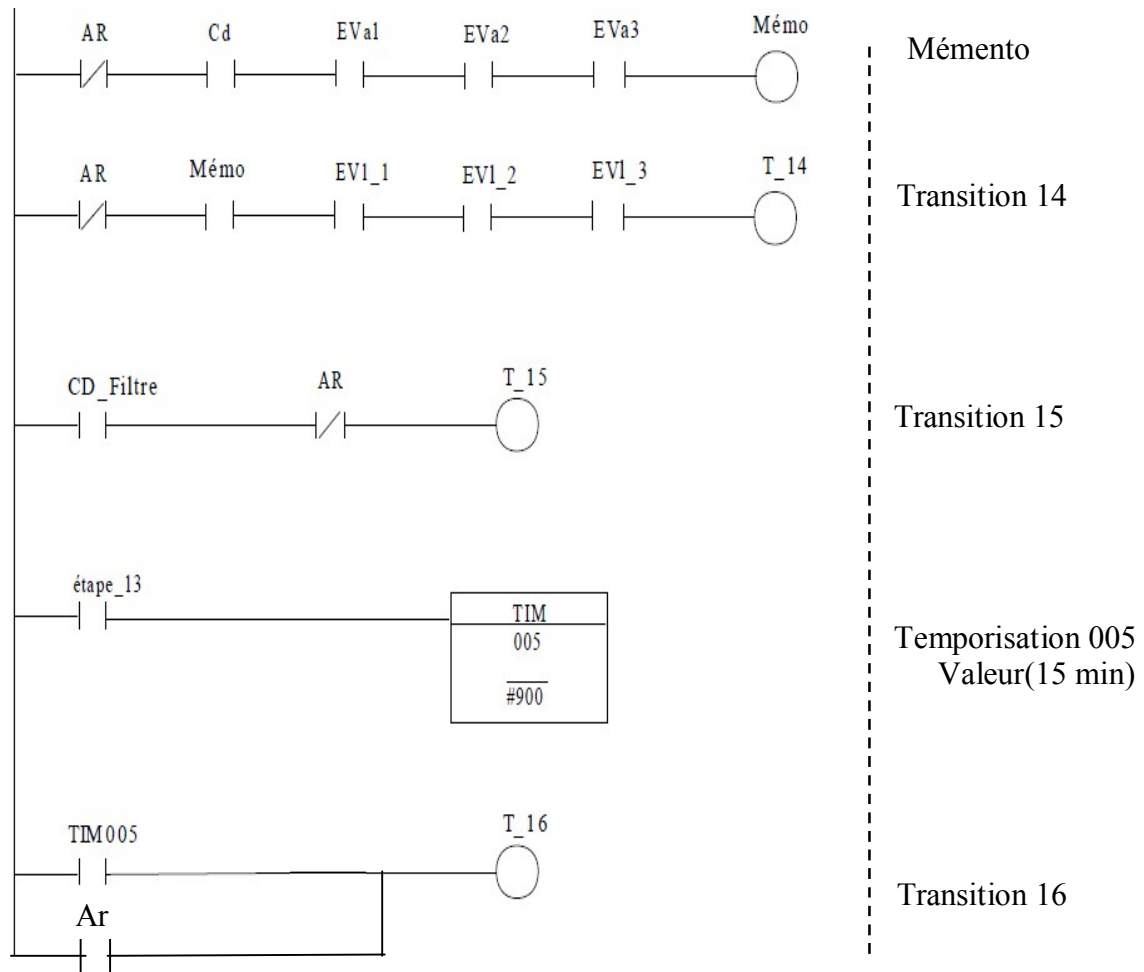 AR Cd EVa1 EVa2 EVa3 Mémo
Mémento
AR Mémo EV1_1 EV1_2 EV1_3 T_14
Transition 14
CD_Filtre AR T_15
Transition 15
étape_13
TIM
005
#900
Temporisation 005
Valeur(15 min)
TIM005 T_16
Ar
Transition 16